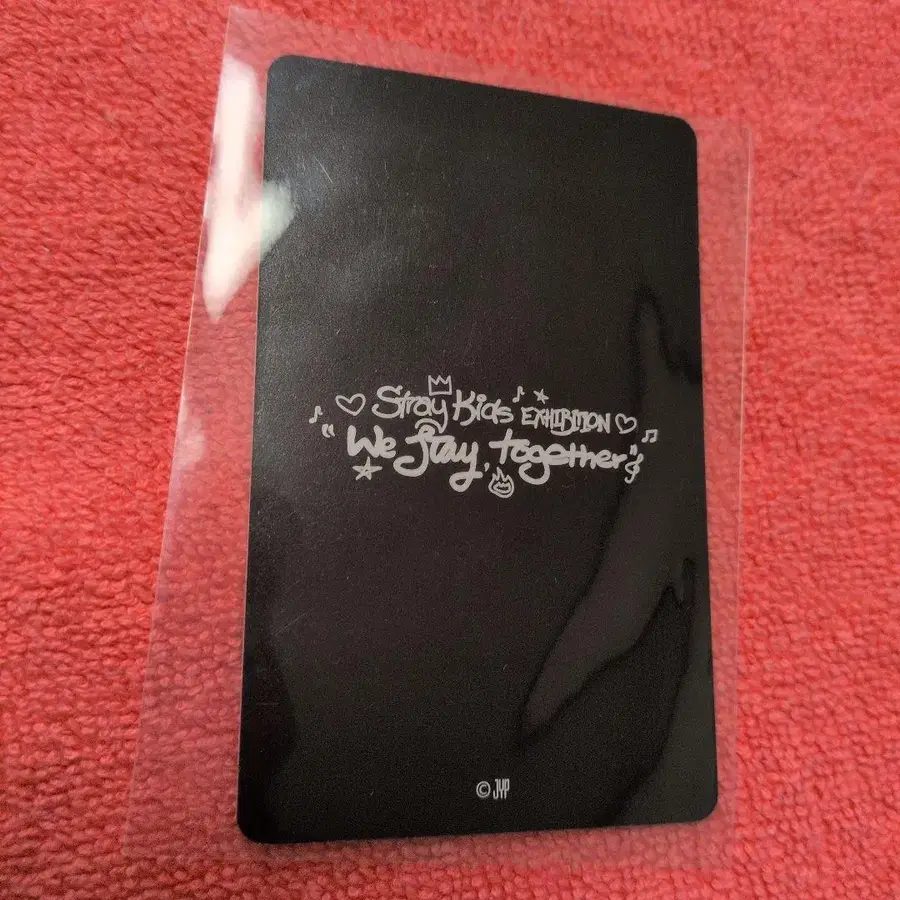 Stray Kids EXHIBITION
"We Stay, together"
© JYP